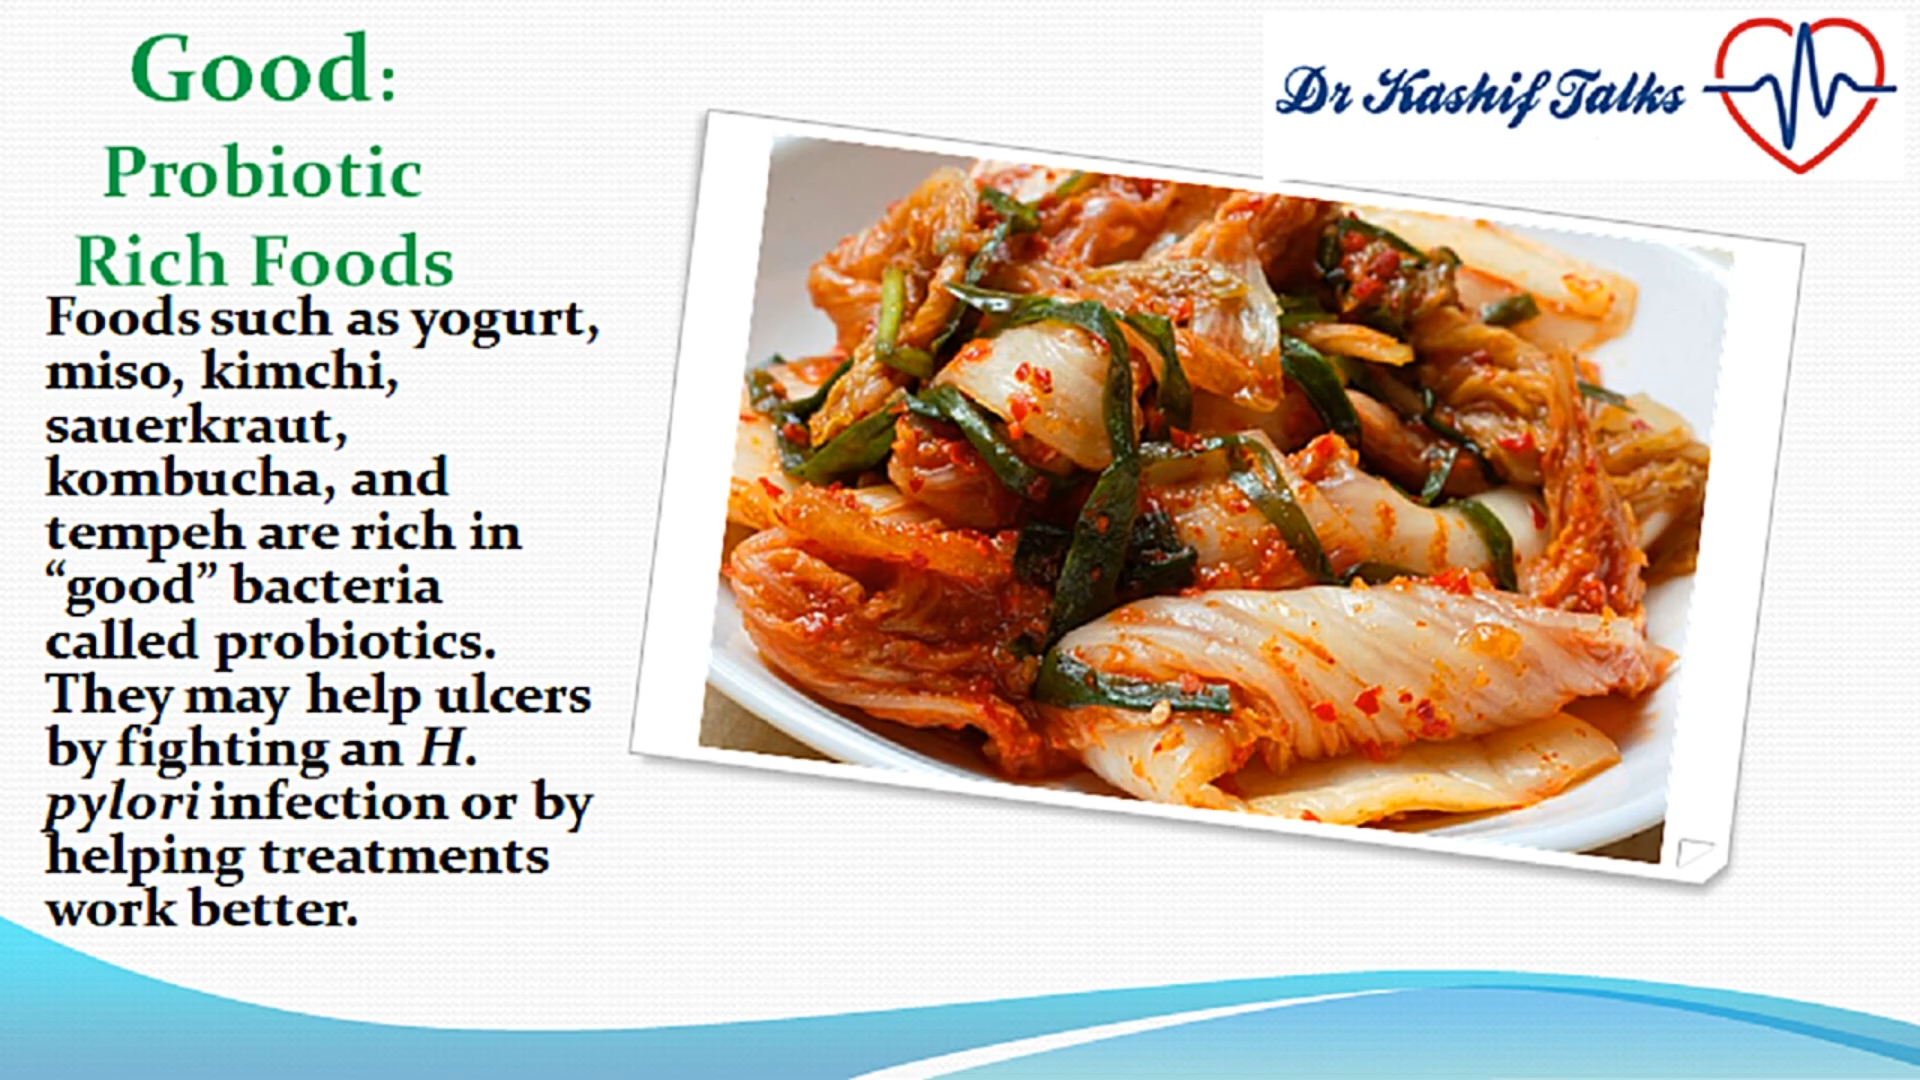 Good:
Probiotic
Rich Foods
Foods such as yogurt,
miso, kimchi,
sauerkraut,
kombucha, and
tempeh are rich in
“good” bacteria
called probiotics.
They may help ulcers
by fighting an H.
pylori infection or by
helping treatments
work better.
Dr Kashif Talks